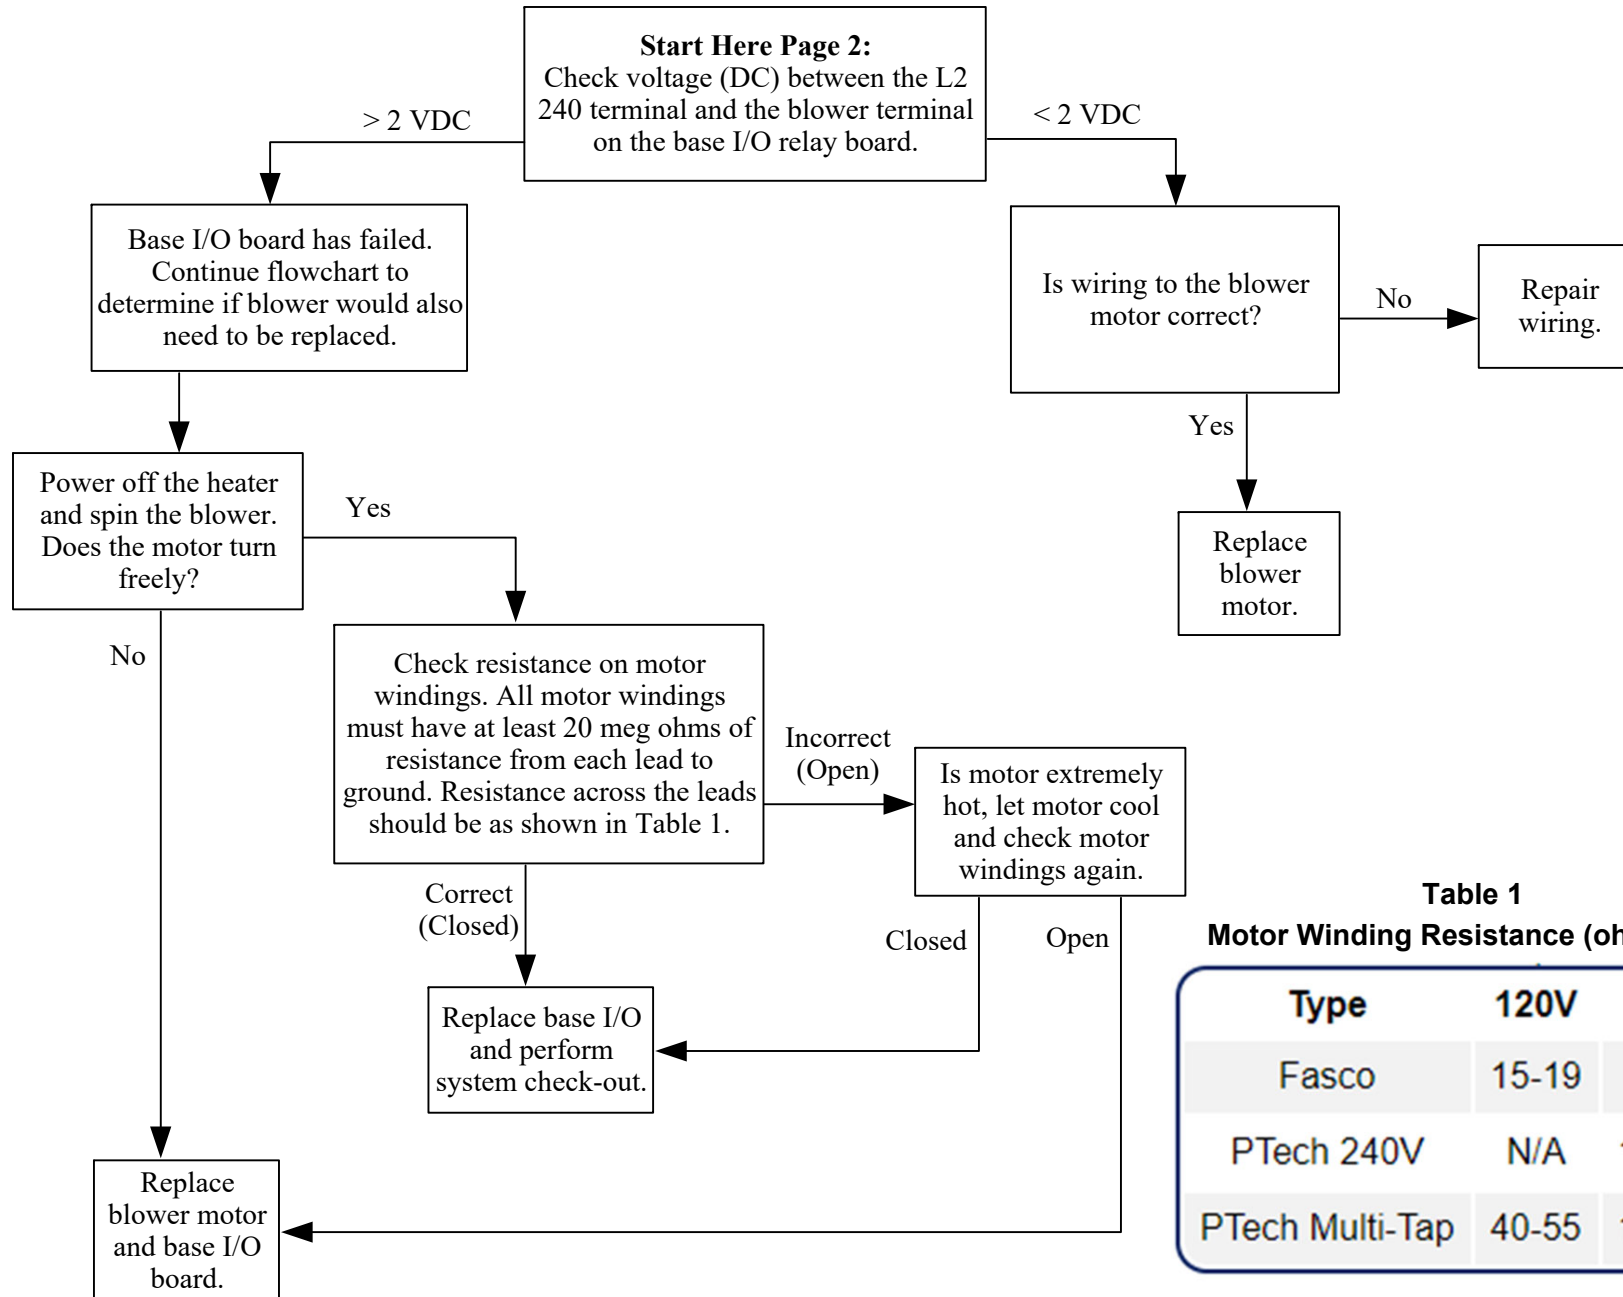 Start Here Page 2:
Check voltage (DC) between the L2
240 terminal and the blower terminal
on the base I/O relay board.
> 2 VDC
< 2 VDC
Base I/O board has failed.
Continue flowchart to
determine if blower would also
need to be replaced.
Is wiring to the blower
motor correct?
No
Repair
wiring.
Yes
Replace
blower
motor.
Power off the heater
and spin the blower.
Does the motor turn
freely?
Yes
No
Check resistance on motor
windings. All motor windings
must have at least 20 meg ohms of
resistance from each lead to
ground. Resistance across the leads
should be as shown in Table 1.
Incorrect
(Open)
Is motor extremely
hot, let motor cool
and check motor
windings again.
Correct
(Closed)
Closed
Open
Replace base I/O
and perform
system check-out.
Replace
blower motor
and base I/O
board.
Table 1
Motor Winding Resistance (oh
Type 120V
Fasco 15-19
PTech 240V N/A
PTech Multi-Tap 40-55